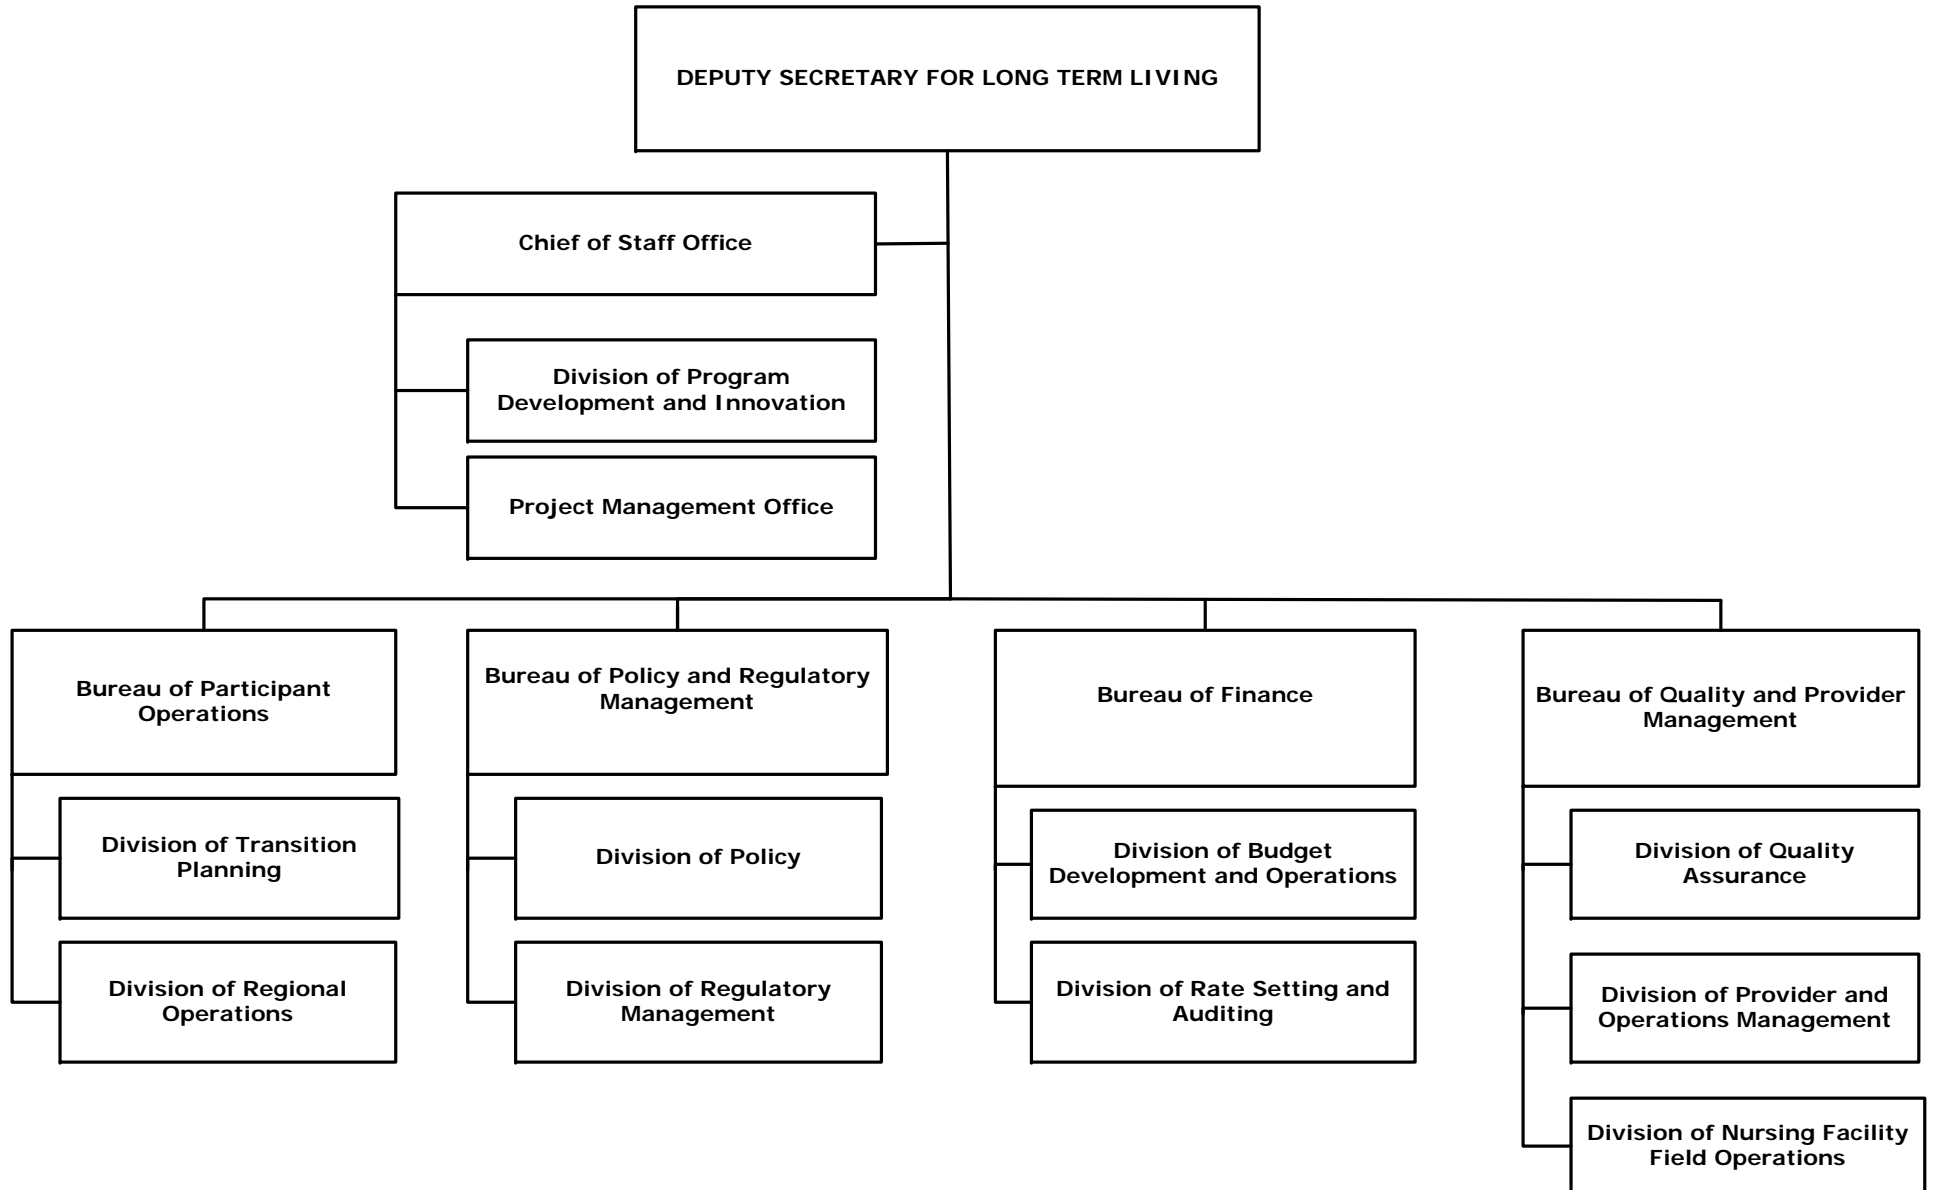 DEPUTY SECRETARY FOR LONG TERM LIVING
Chief of Staff Office
Division of Program
Development and Innovation
Project Management Office
Bureau of Participant
Operations
Bureau of Policy and Regulatory
Management
Bureau of Finance
Bureau of Quality and Provider
Management
Division of Transition
Planning
Division of Policy
Division of Budget
Development and Operations
Division of Quality
Assurance
Division of Regional
Operations
Division of Regulatory
Management
Division of Rate Setting and
Auditing
Division of Provider and
Operations Management
Division of Nursing Facility
Field Operations